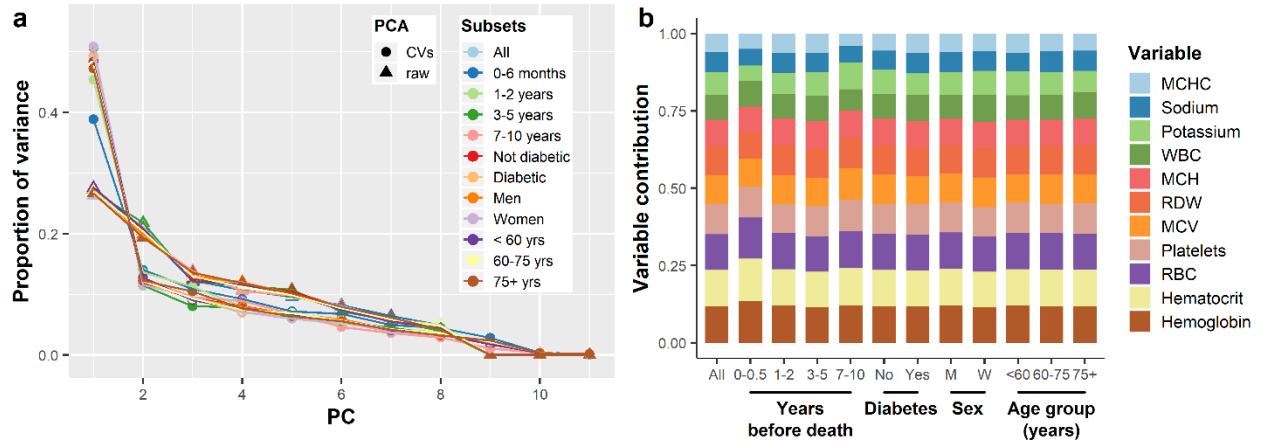 a
PCA
CVs
raw
Subsets
All
0-6 months
1-2 years
3-5 years
7-10 years
Not diabetic
Diabetic
Men
Women
< 60 yrs
60-75 yrs
75+ yrs
Proportion of variance
0.4
0.2
0.0
2 4 6 8 10
PC
b
Variable contribution
1.00
0.75
0.50
0.25
0.00
All 0-0.5 1-2 3-5 7-10 No Yes M W <60 60-75 75+
Years
before death
Diabetes
Sex
Age group
(years)
Variable
MCHC
Sodium
Potassium
WBC
MCH
RDW
MCV
Platelets
RBC
Hematocrit
Hemoglobin